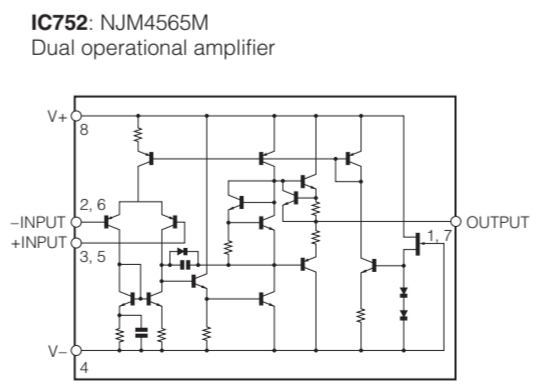 IC752: NJM4565M
Dual operational amplifier
V+
8
2, 6
–INPUT
+INPUT
3, 5
1, 7
OUTPUT
V–
4